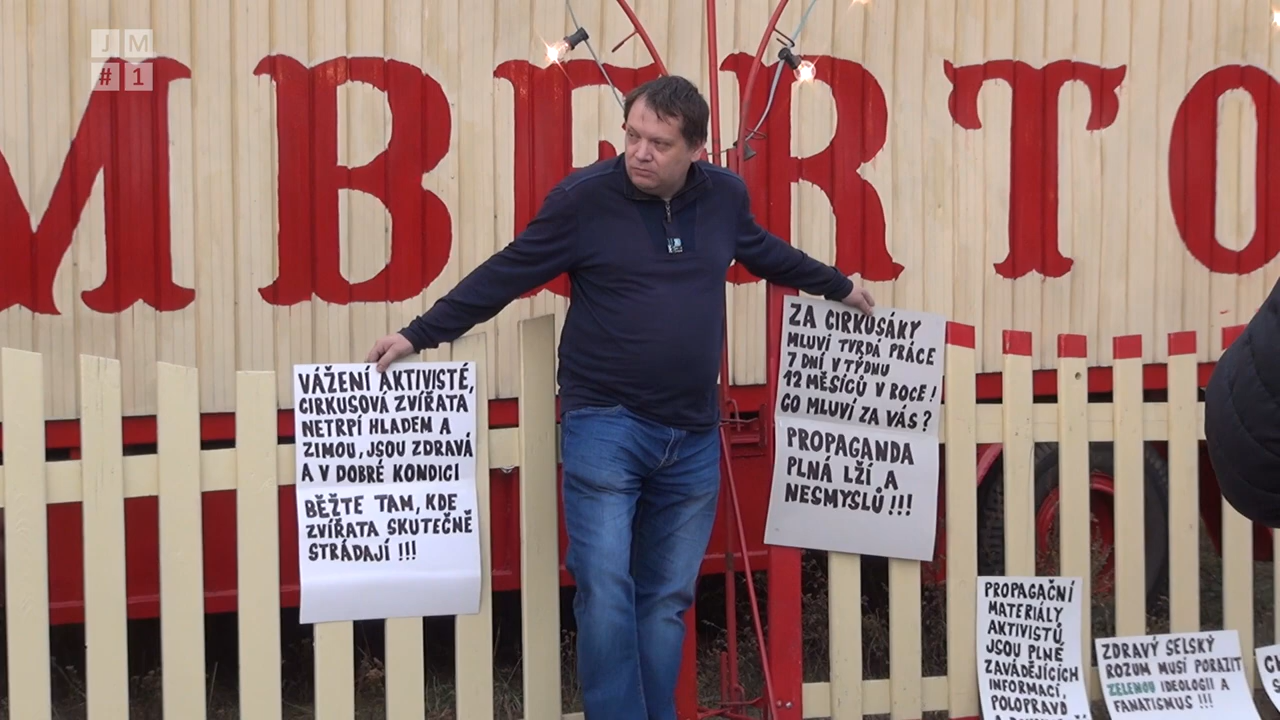 J M
# 1
MBERTO
VÁŽENÍ AKTIVISTÉ,
CIRKUSOVÁ ZVÍŘATA
NETRPÍ HLADEM A
ZIMOU, JSOU ZDRAVÁ
A V DOBRÉ KONDICI
BĚŽTE TAM, KDE
ZVÍŘATA SKUTEČNĚ
STRÁDAJÍ !!!
ZA CIRKUSÁKY
MLUVÍ TVRDÁ PRÁCE
7 DNÍ V TÝDNU
12 MĚSÍCŮ V ROCE !
CO MLUVÍ ZA VÁS ?
PROPAGANDA
PLNÁ LŽÍ A
NESMYSLŮ !!!
PROPAGAČNÍ
MATERIÁLY
AKTIVISTŮ
JSOU PLNÉ
ZAVÁDĚJÍCÍCH
INFORMACÍ,
POLOPRAVD
ZDRAVÝ SELSKÝ
ROZUM MUSÍ PORAZIT
ZELENOU IDEOLOGII A
FANATISMUS !!!